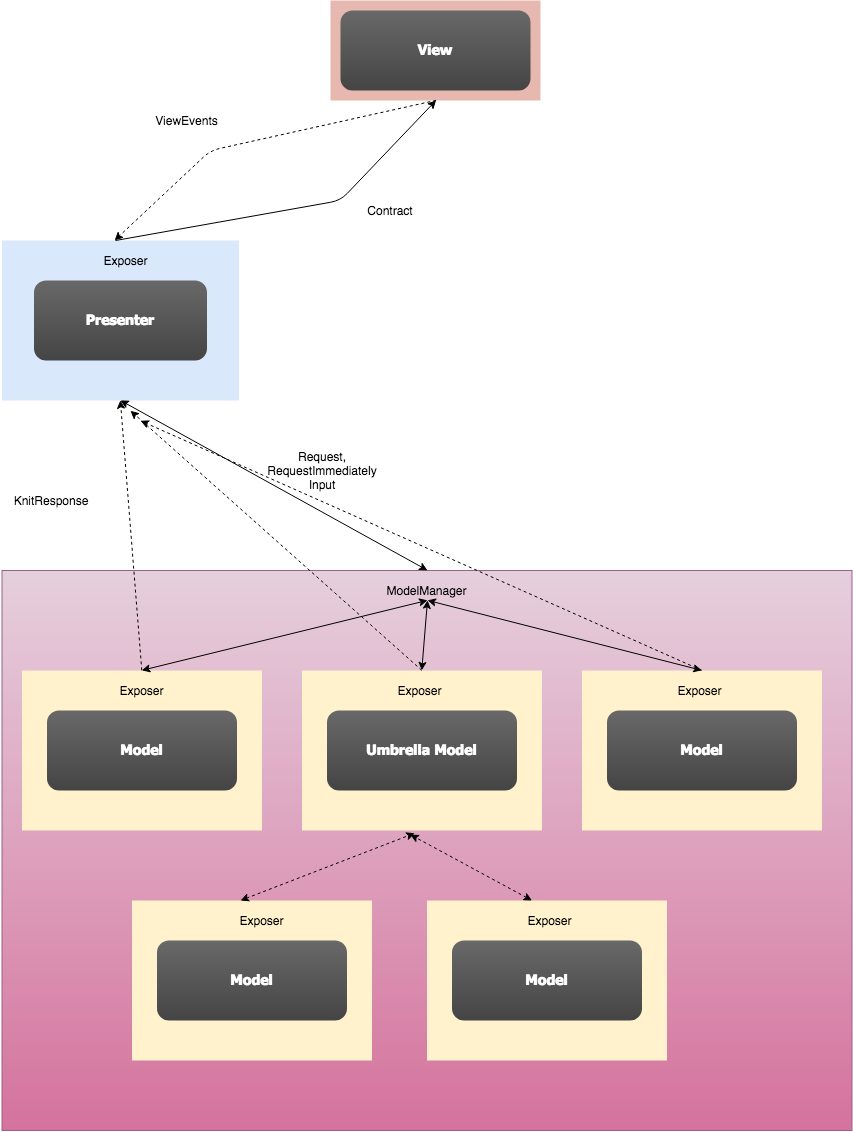 View
ViewEvents
Contract
Exposer
Presenter
Request,
RequestImmediately
Input
KnitResponse
ModelManager
Exposer
Exposer
Exposer
Model
Umbrella Model
Model
Exposer
Exposer
Model
Model